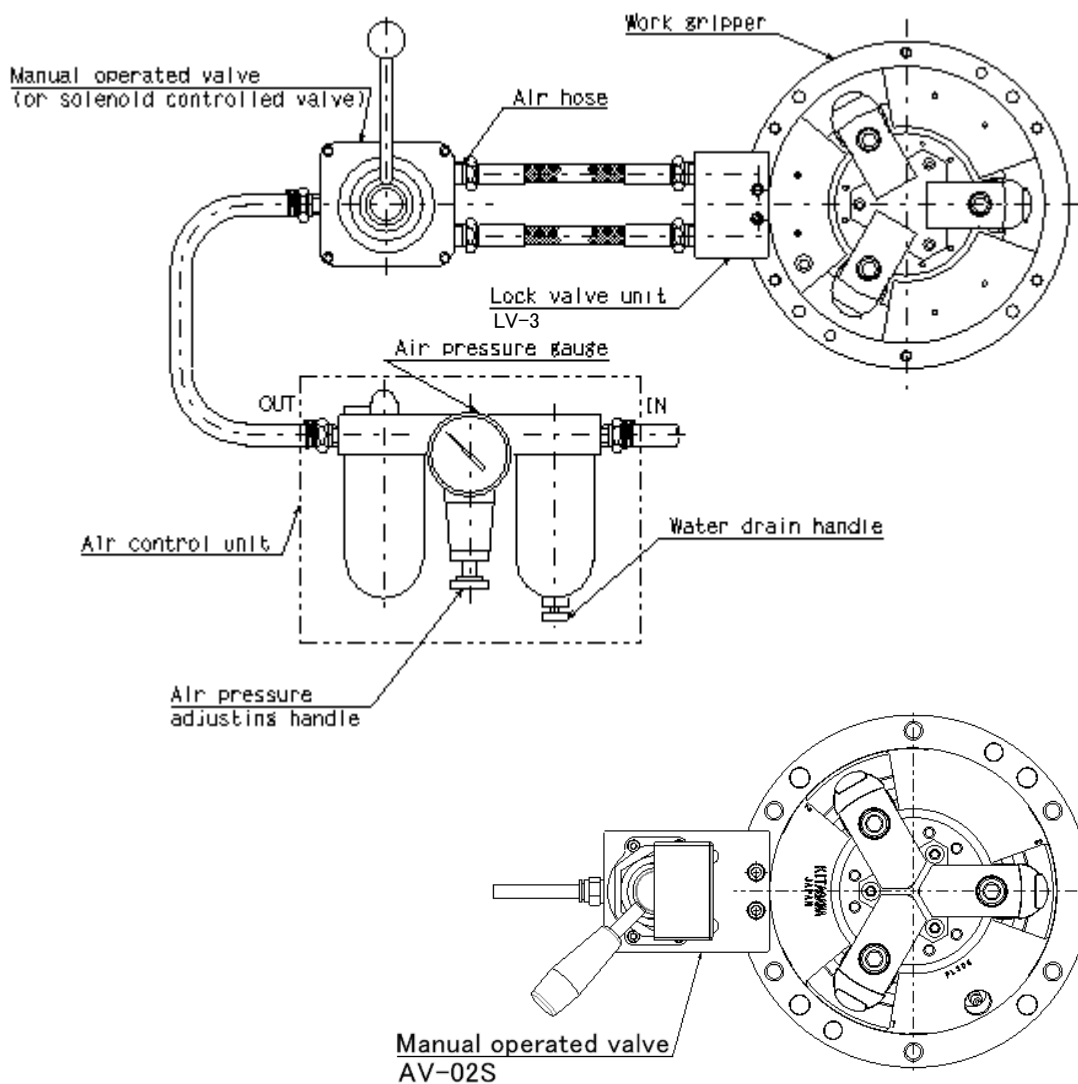 Work gripper
Manual operated valve
(or solenoid controlled valve)
Air hose
Lock valve unit
LV-3
Air pressure gauge
OUT
IN
Water drain handle
Air control unit
Air pressure
adjusting handle
KITAGAWA
JAPAN
Manual operated valve
AV-02S